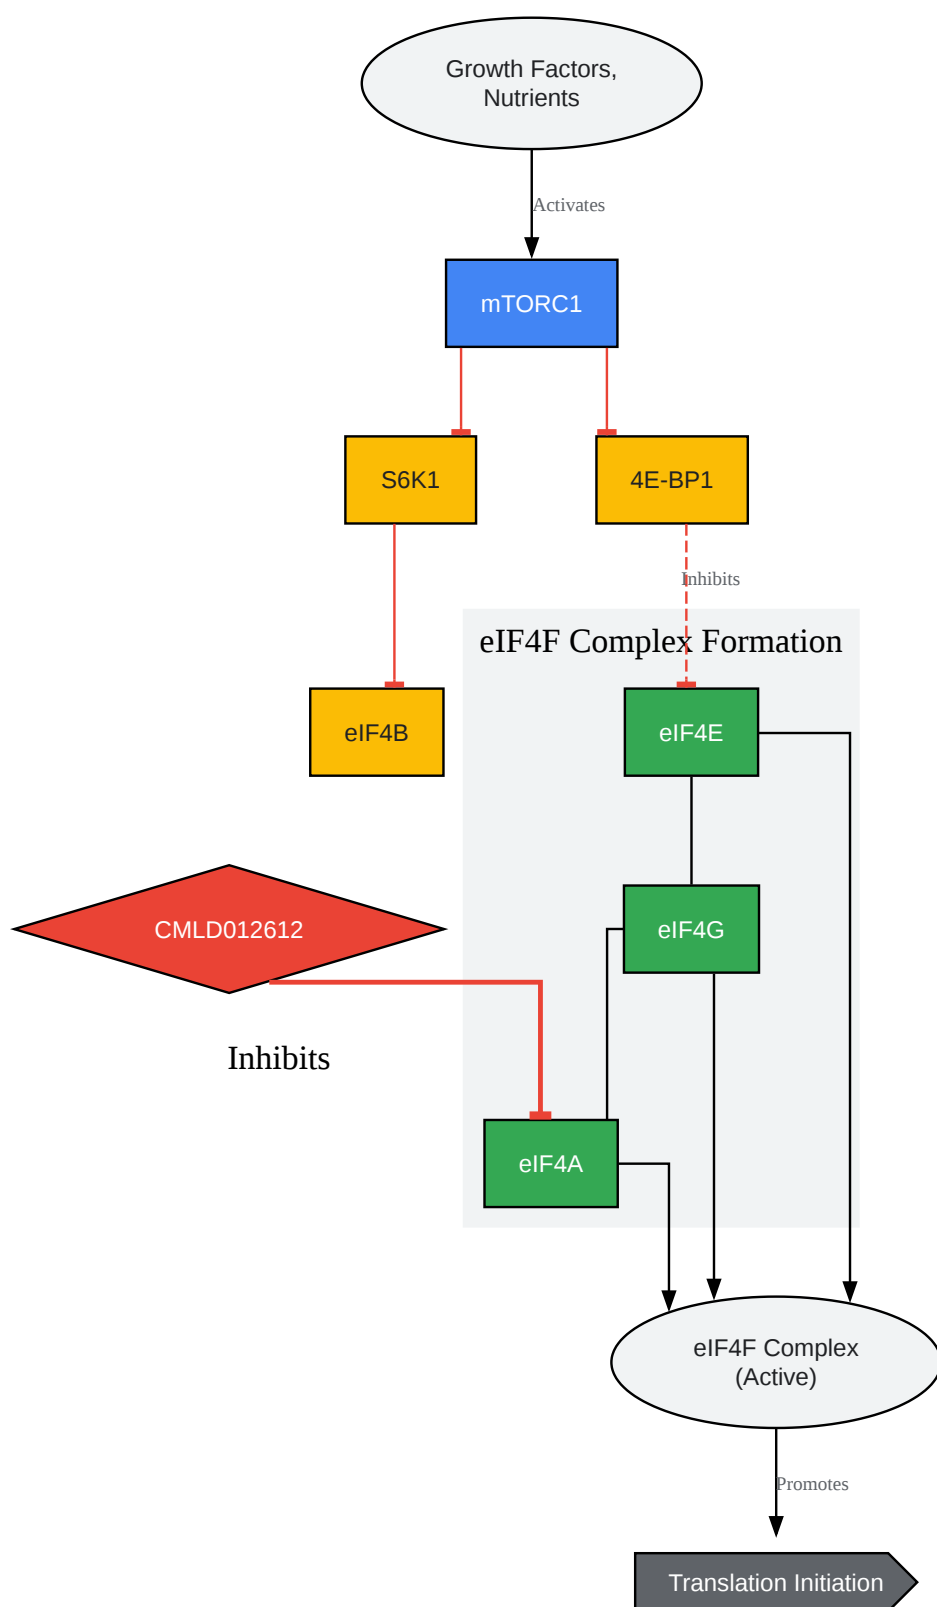 Growth Factors,
Nutrients
Activates
mTORC1
S6K1
4E-BP1
Inhibits
eIF4F Complex Formation
eIF4B
eIF4E
CMLD012612
eIF4G
Inhibits
eIF4A
eIF4F Complex
(Active)
Promotes
Translation Initiation